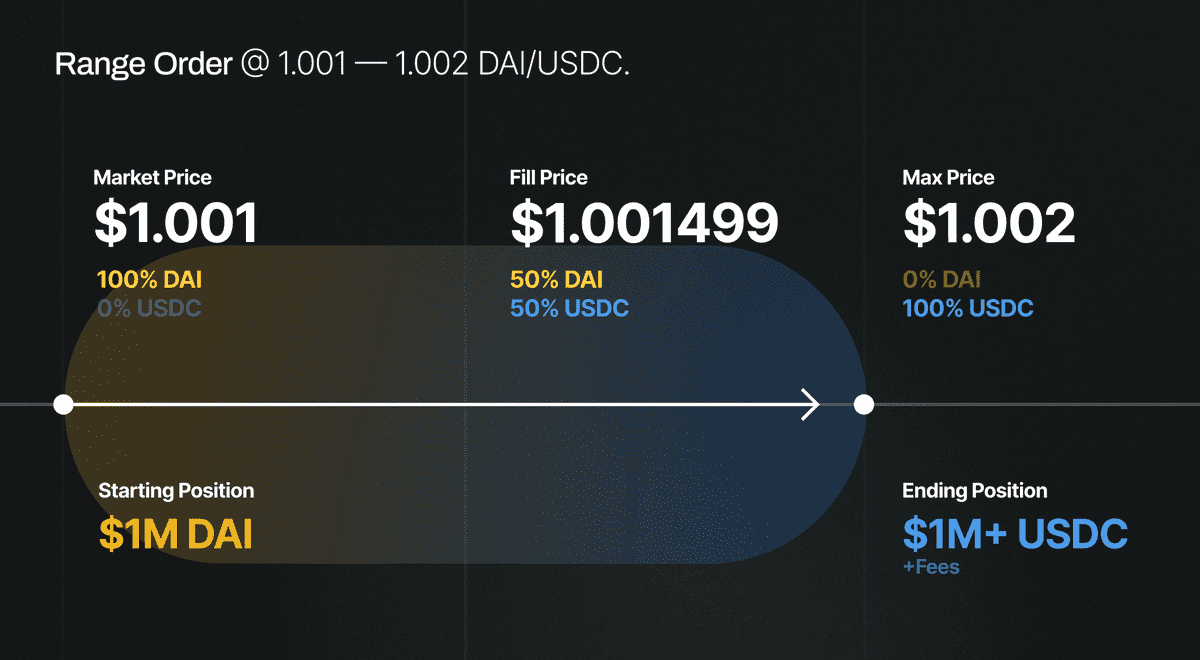 Range Order @ 1.001 — 1.002 DAI/USDC.
Market Price
$1.001
100% DAI
0% USDC
Fill Price
$1.001499
50% DAI
50% USDC
Max Price
$1.002
0% DAI
100% USDC
Starting Position
$1M DAI
Ending Position
$1M+ USDC
+Fees